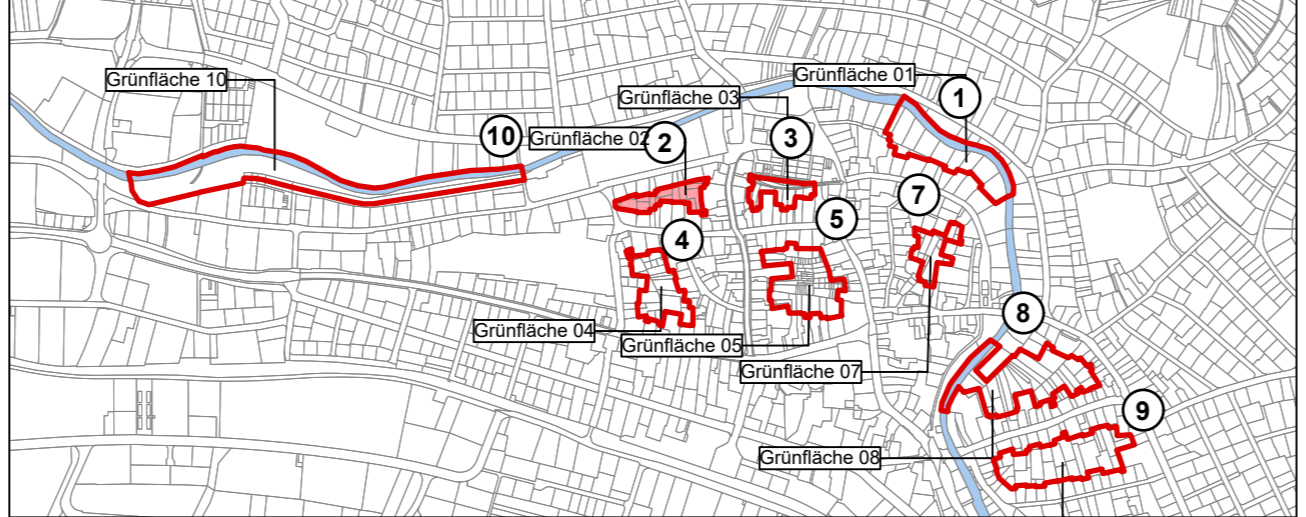 Grünfläche 01
Grünfläche 10
1
Grünfläche 03
10
Grünfläche 02
2
3
7
5
4
8
Grünfläche 04
Grünfläche 05
Grünfläche 07
9
Grünfläche 08